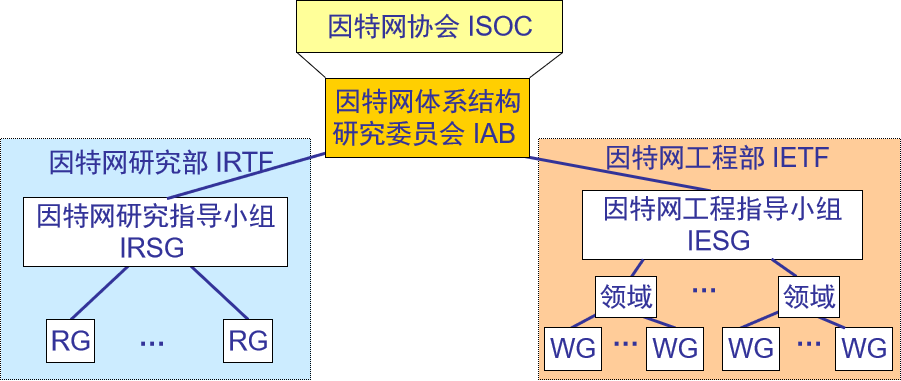 因特网协会 ISOC
因特网体系结构
研究委员会 IAB
因特网研究部 IRTF
因特网研究指导小组
IRSG
RG
...
RG
因特网工程部 IETF
因特网工程指导小组
IESG
领域
...
领域
WG
...
WG
WG
...
WG